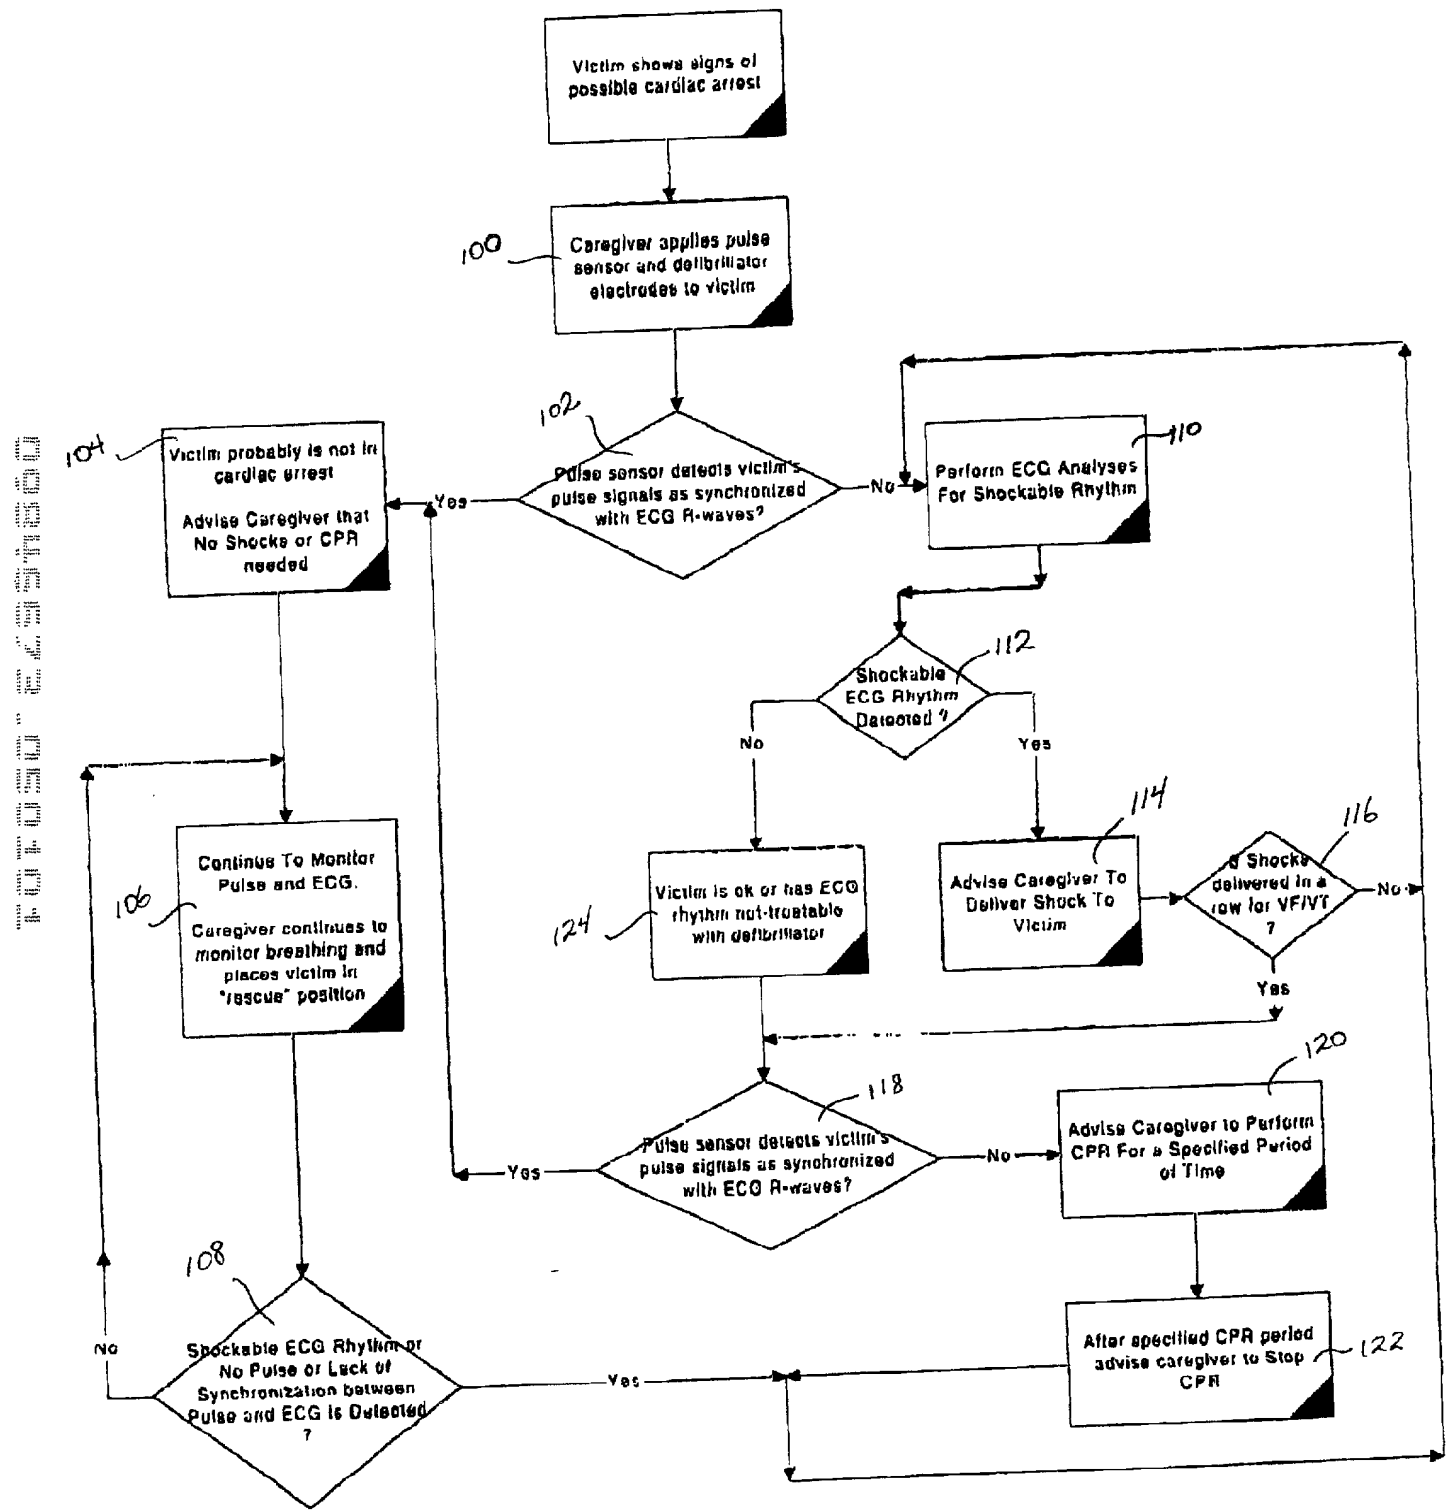 Victim shows signs of
possible cardiac arrest
100
Caregiver applies pulse
sensor and defibrillator
electrodes to victim
102
Pulse sensor detects victim's
pulse signals as synchronized
with ECG R-waves?
Yes
No
104
Victim probably is not in
cardiac arrest
Advise Caregiver that
No Shocks or CPR
needed
110
Perform ECG Analyses
For Shockable Rhythm
112
Shockable
ECG Rhythm
Detected ?
No
Yes
106
Continue To Monitor
Pulse and ECG.
Caregiver continues to
monitor breathing and
places victim in
"rescue" position
124
Victim is ok or has ECG
rhythm not-treatable
with defibrillator
114
Advise Caregiver To
Deliver Shock To
Victim
116
Shocks
delivered in a
row for VF/VT
?
No
Yes
118
Pulse sensor detects victim's
pulse signals as synchronized
with ECG R-waves?
Yes
No
120
Advise Caregiver to Perform
CPR For a Specified Period
of Time
122
After specified CPR period
advise caregiver to Stop
CPR
108
Shockable ECG Rhythm or
No Pulse or Lack of
Synchronization between
Pulse and ECG is Detected
?
No
Yes